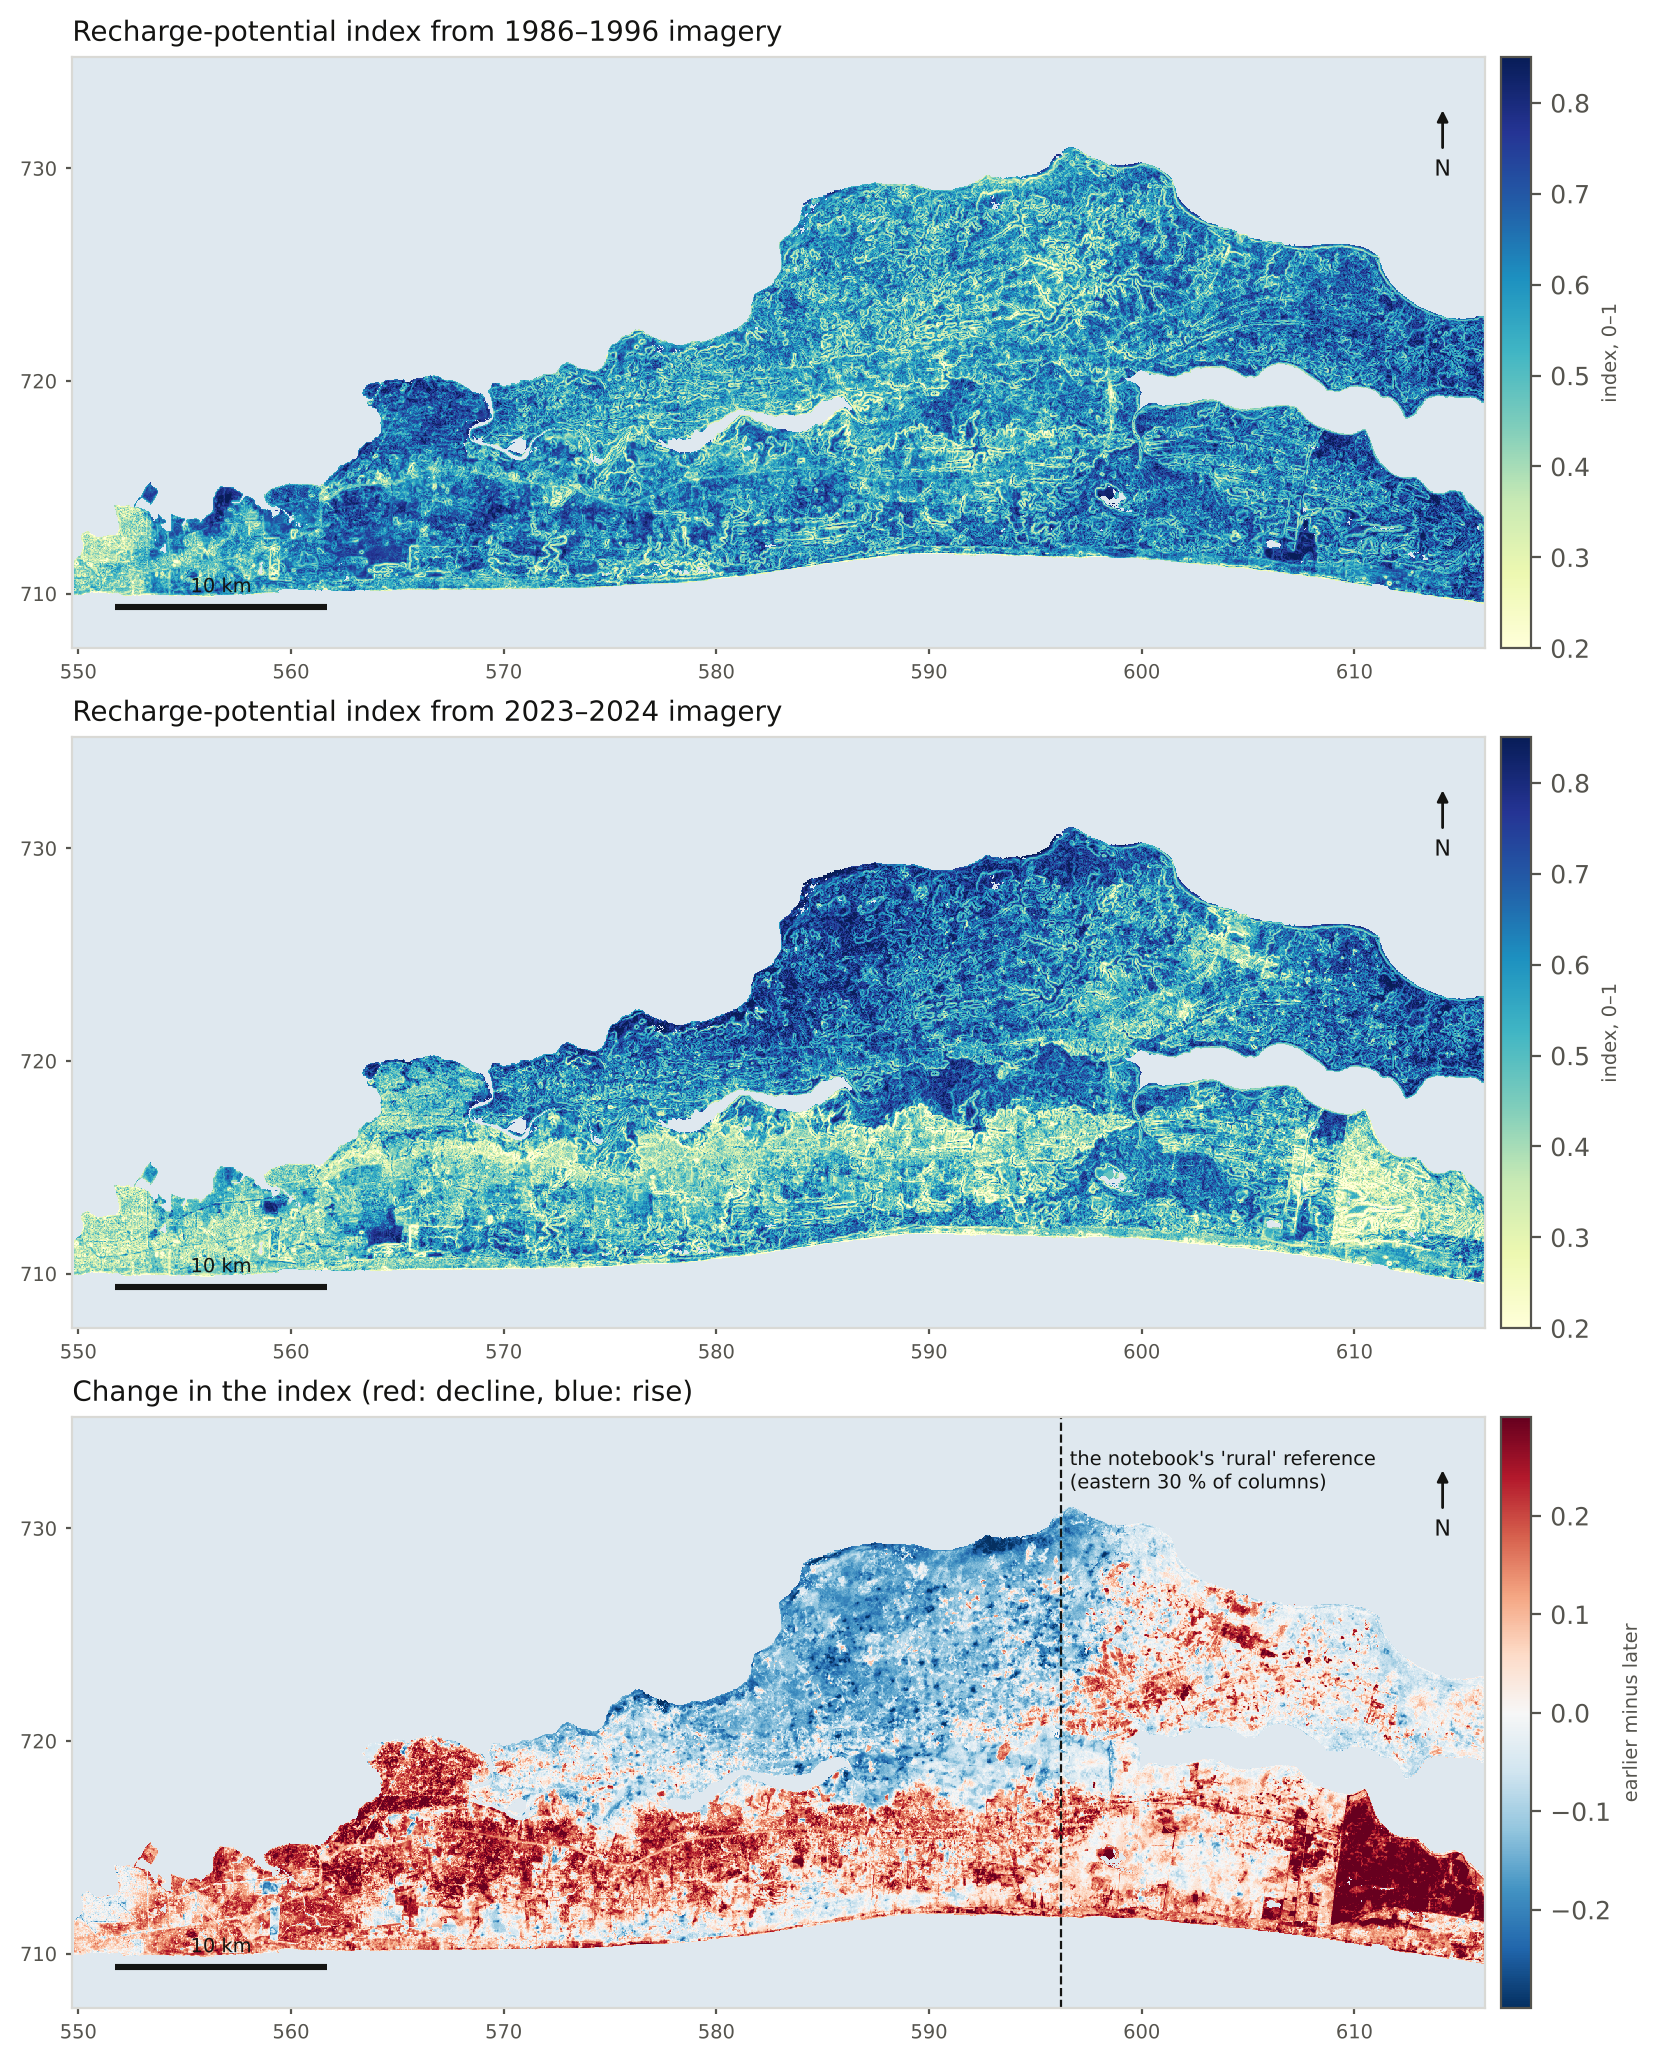 Recharge-potential index from 1986–1996 imagery
730
720
710
N
10 km
550 560 570 580 590 600 610
0.8
0.7
0.6
0.5
0.4
0.3
0.2
index, 0–1
Recharge-potential index from 2023–2024 imagery
730
720
710
N
10 km
550 560 570 580 590 600 610
0.8
0.7
0.6
0.5
0.4
0.3
0.2
index, 0–1
Change in the index (red: decline, blue: rise)
the notebook's 'rural' reference
(eastern 30 % of columns)
730
720
710
N
10 km
550 560 570 580 590 600 610
0.2
0.1
0.0
−0.1
−0.2
earlier minus later